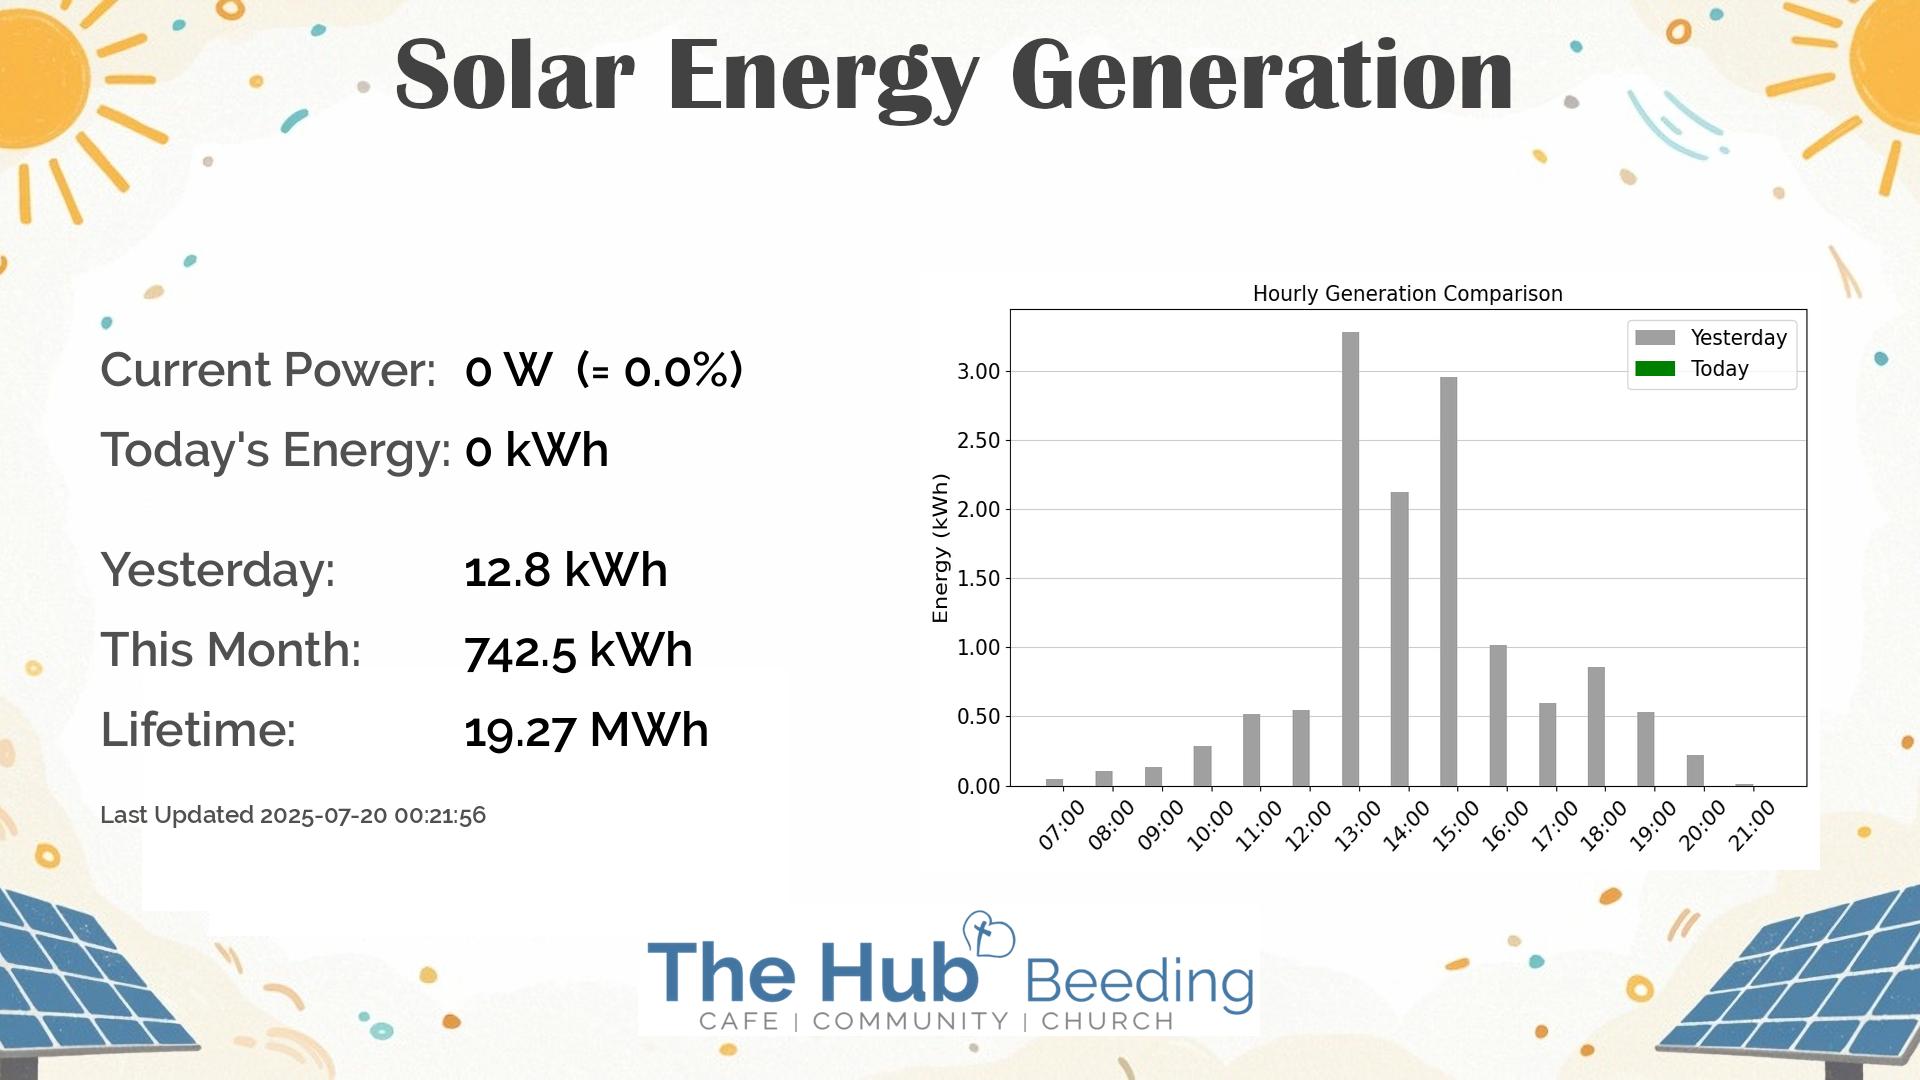 Solar Energy Generation
Current Power: 0 W (= 0.0%)
Today's Energy: 0 kWh
Yesterday: 12.8 kWh
This Month: 742.5 kWh
Lifetime: 19.27 MWh
Last Updated 2025-07-20 00:21:56
Hourly Generation Comparison
Yesterday
Today
Energy (kWh)
3.00
2.50
2.00
1.50
1.00
0.50
0.00
07:00 08:00 09:00 10:00 11:00 12:00 13:00 14:00 15:00 16:00 17:00 18:00 19:00 20:00 21:00
The Hub Beeding
CAFE | COMMUNITY | CHURCH